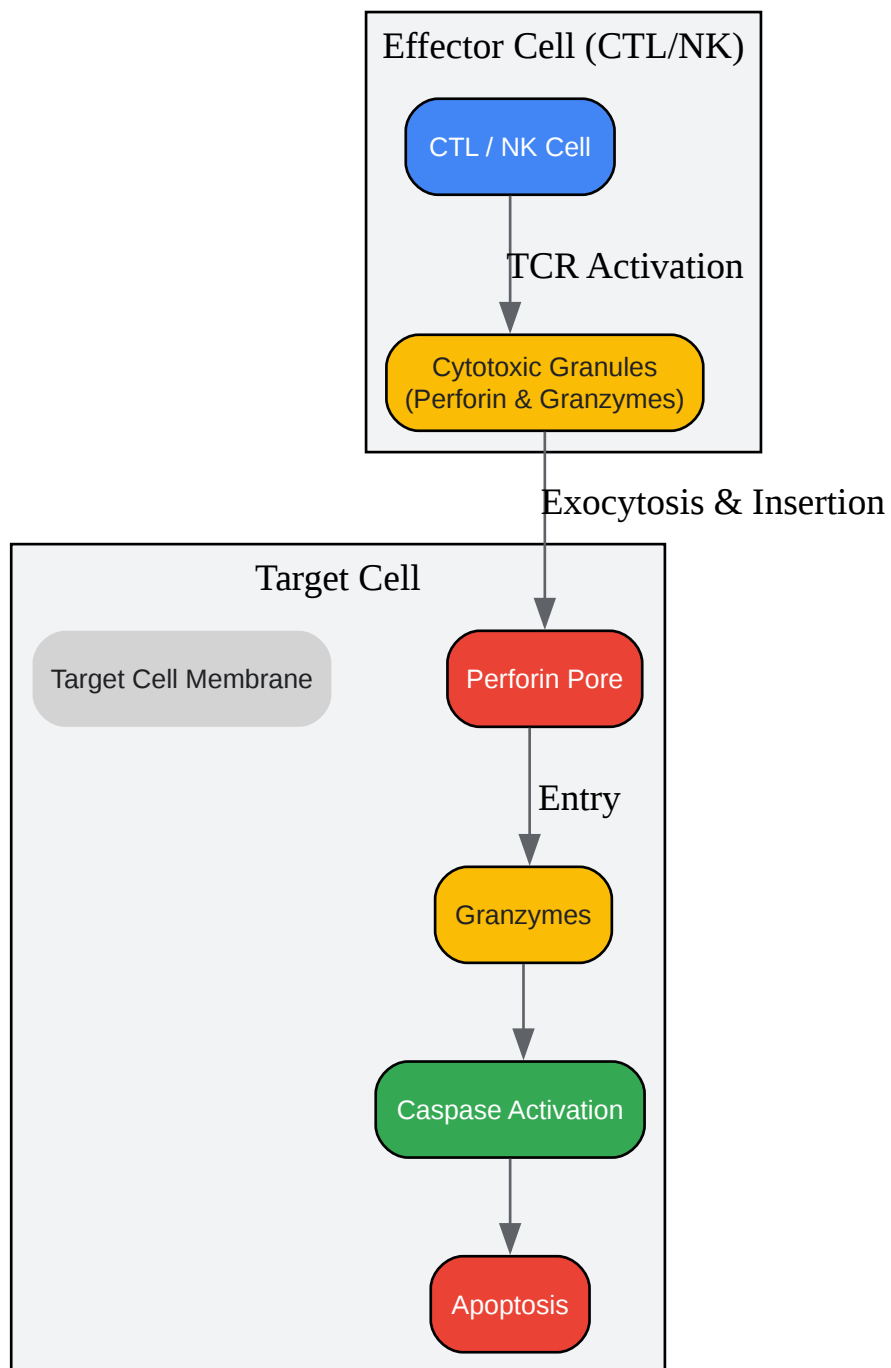 Effector Cell (CTL/NK)
CTL / NK Cell
TCR Activation
Cytotoxic Granules
(Perforin & Granzymes)
Exocytosis & Insertion
Target Cell
Target Cell Membrane
Perforin Pore
Entry
Granzymes
Caspase Activation
Apoptosis